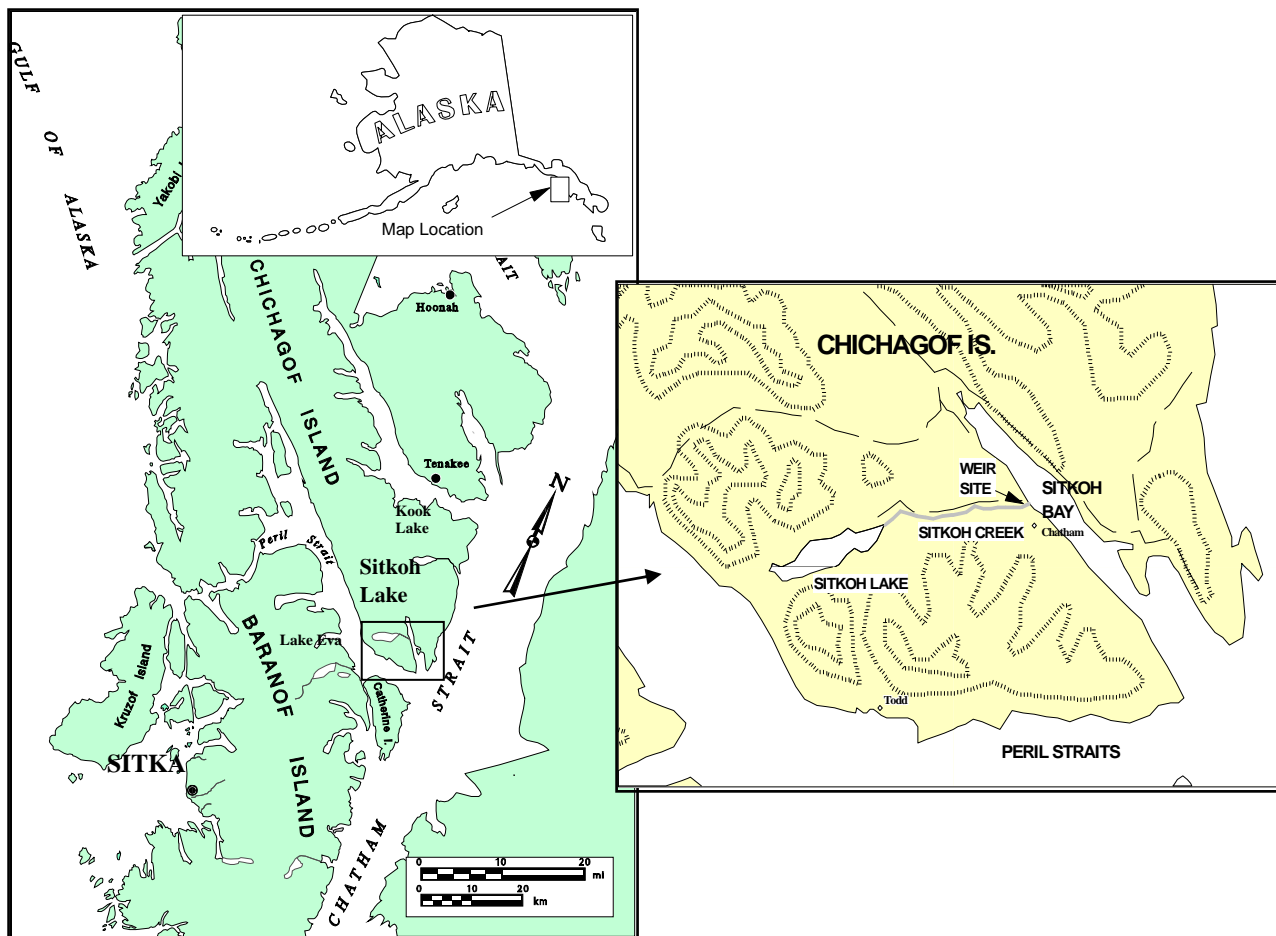 GULF OF ALASKA
ALASKA
Map Location
Yakobi
AIT
CHICHAGOF ISLAND
Hoonah
Tenakee
Kook
Lake
N
Peril Strait
Sitkoh
Lake
Lake Eva
BARANOF ISLAND
Catherine I.
Kruzof Island
SITKA
CHATHAM STRAIT
0 10 20
mi
0 10 20
km
CHICHAGOF IS.
WEIR
SITE
SITKOH
BAY
Chatham
SITKOH CREEK
SITKOH LAKE
Todd
PERIL STRAITS